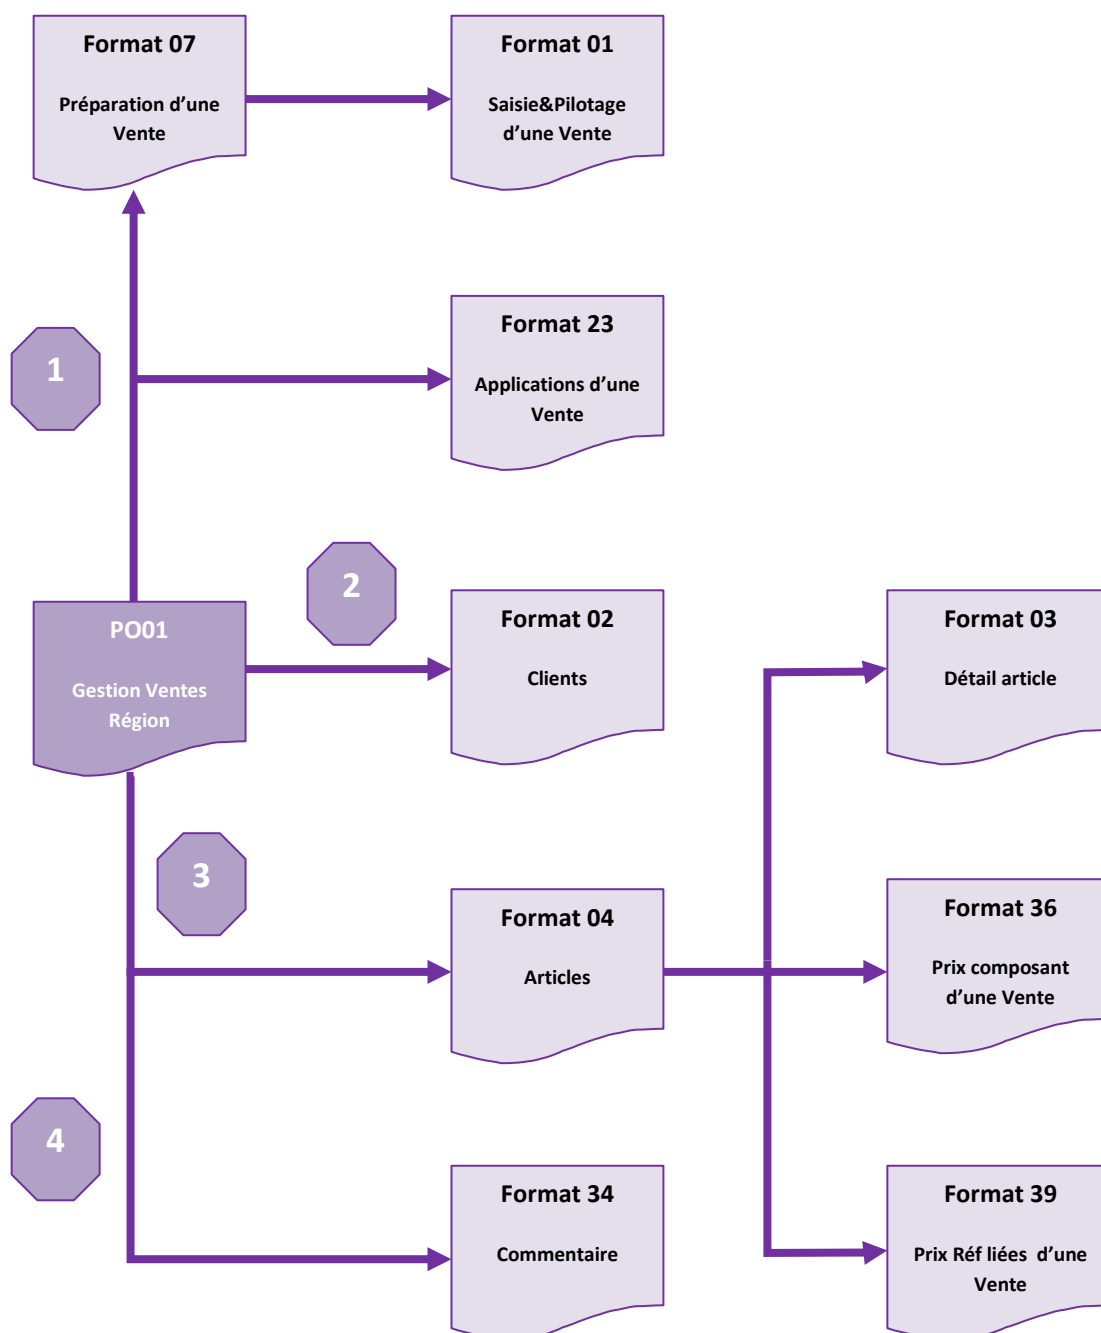 Format 07
Préparation d’une
Vente
Format 01
Saisie&Pilotage
d’une Vente
1
Format 23
Applications d’une
Vente
2
PO01
Gestion Ventes
Région
Format 02
Clients
Format 03
Détail article
3
Format 04
Articles
Format 36
Prix composant
d’une Vente
4
Format 34
Commentaire
Format 39
Prix Réf liées  d’une
Vente